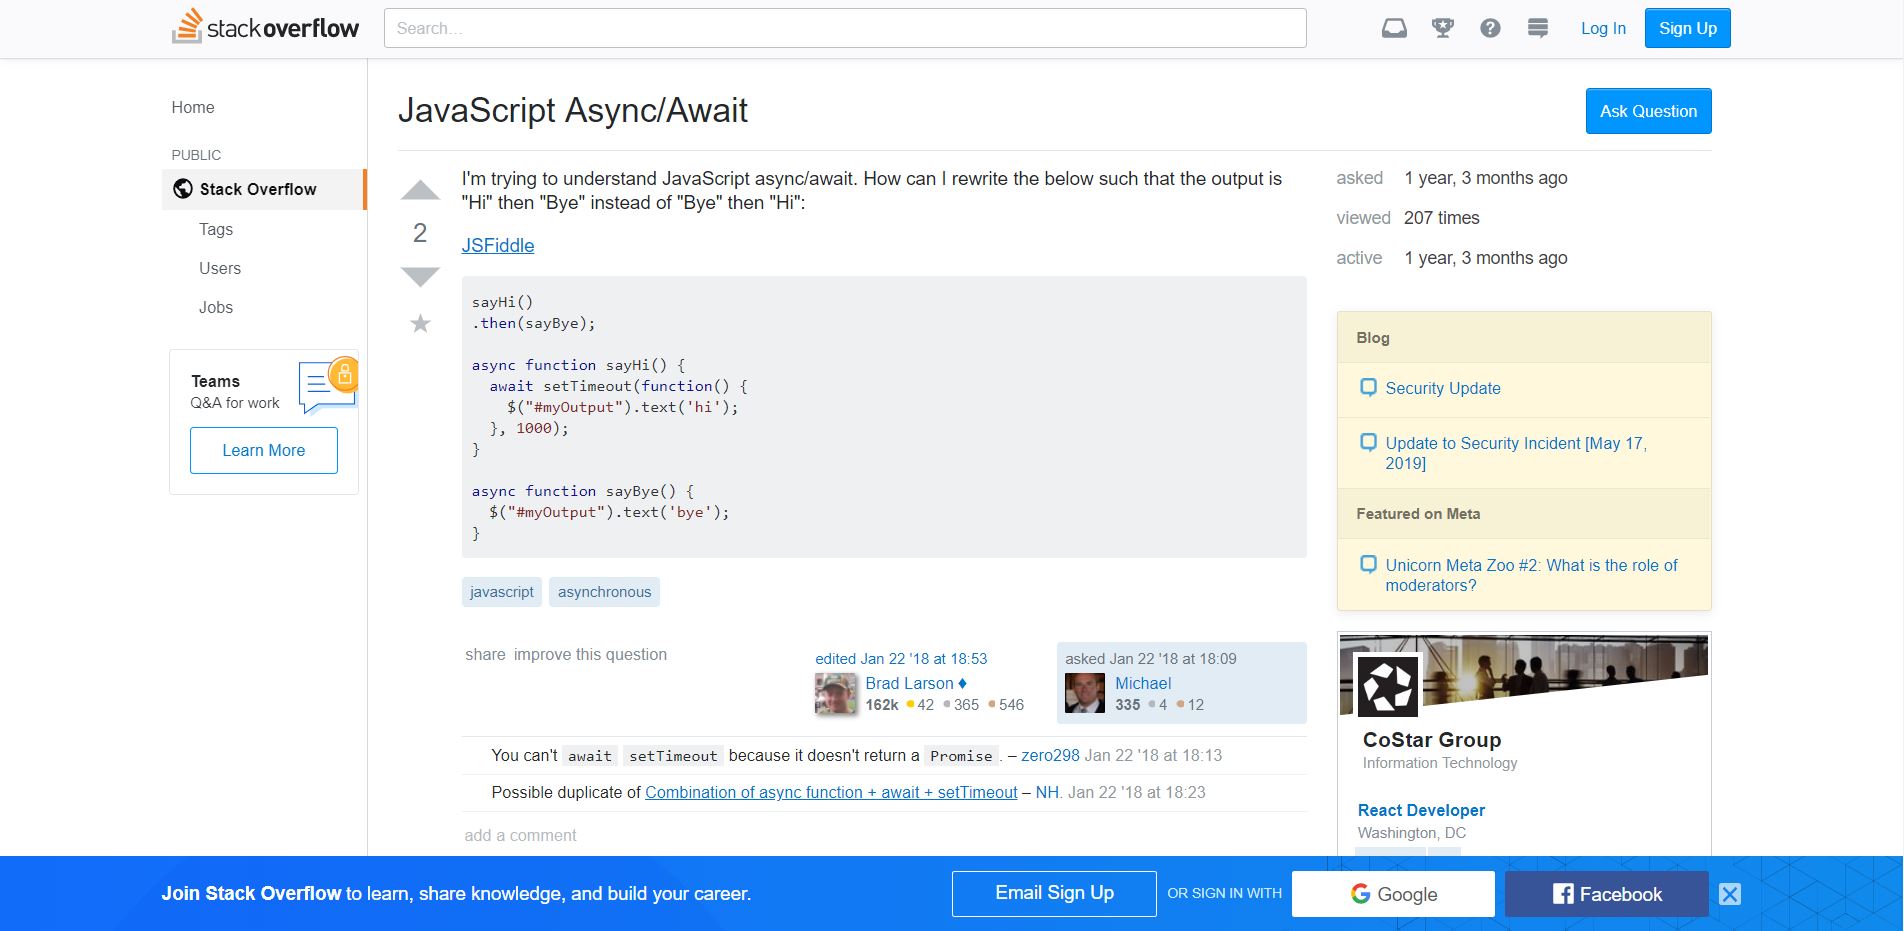 stackoverflow
Search...
Log In
Sign Up
Home
PUBLIC
Stack Overflow
Tags
Users
Jobs
Teams
Q&A for work
Learn More
JavaScript Async/Await
Ask Question
I'm trying to understand JavaScript async/await. How can I rewrite the below such that the output is
"Hi" then "Bye" instead of "Bye" then "Hi":
2
JSFiddle
sayHi()
.then(sayBye);
async function sayHi() {
await setTimeout(function() {
$("#myOutput").text('hi');
}, 1000);
}
async function sayBye() {
$("#myOutput").text('bye');
}
javascript
asynchronous
share improve this question
edited Jan 22 '18 at 18:53
Brad Larson ♦
162k ●42 ●365 ●546
asked Jan 22 '18 at 18:09
Michael
335 ●4 ●12
You can't await setTimeout because it doesn't return a Promise. – zero298 Jan 22 '18 at 18:13
Possible duplicate of Combination of async function + await + setTimeout – NH. Jan 22 '18 at 18:23
add a comment
asked 1 year, 3 months ago
viewed 207 times
active 1 year, 3 months ago
Blog
Security Update
Update to Security Incident [May 17,
2019]
Featured on Meta
Unicorn Meta Zoo #2: What is the role of
moderators?
CoStar Group
Information Technology
React Developer
Washington, DC
Join Stack Overflow to learn, share knowledge, and build your career.
Email Sign Up
OR SIGN IN WITH
Google
Facebook